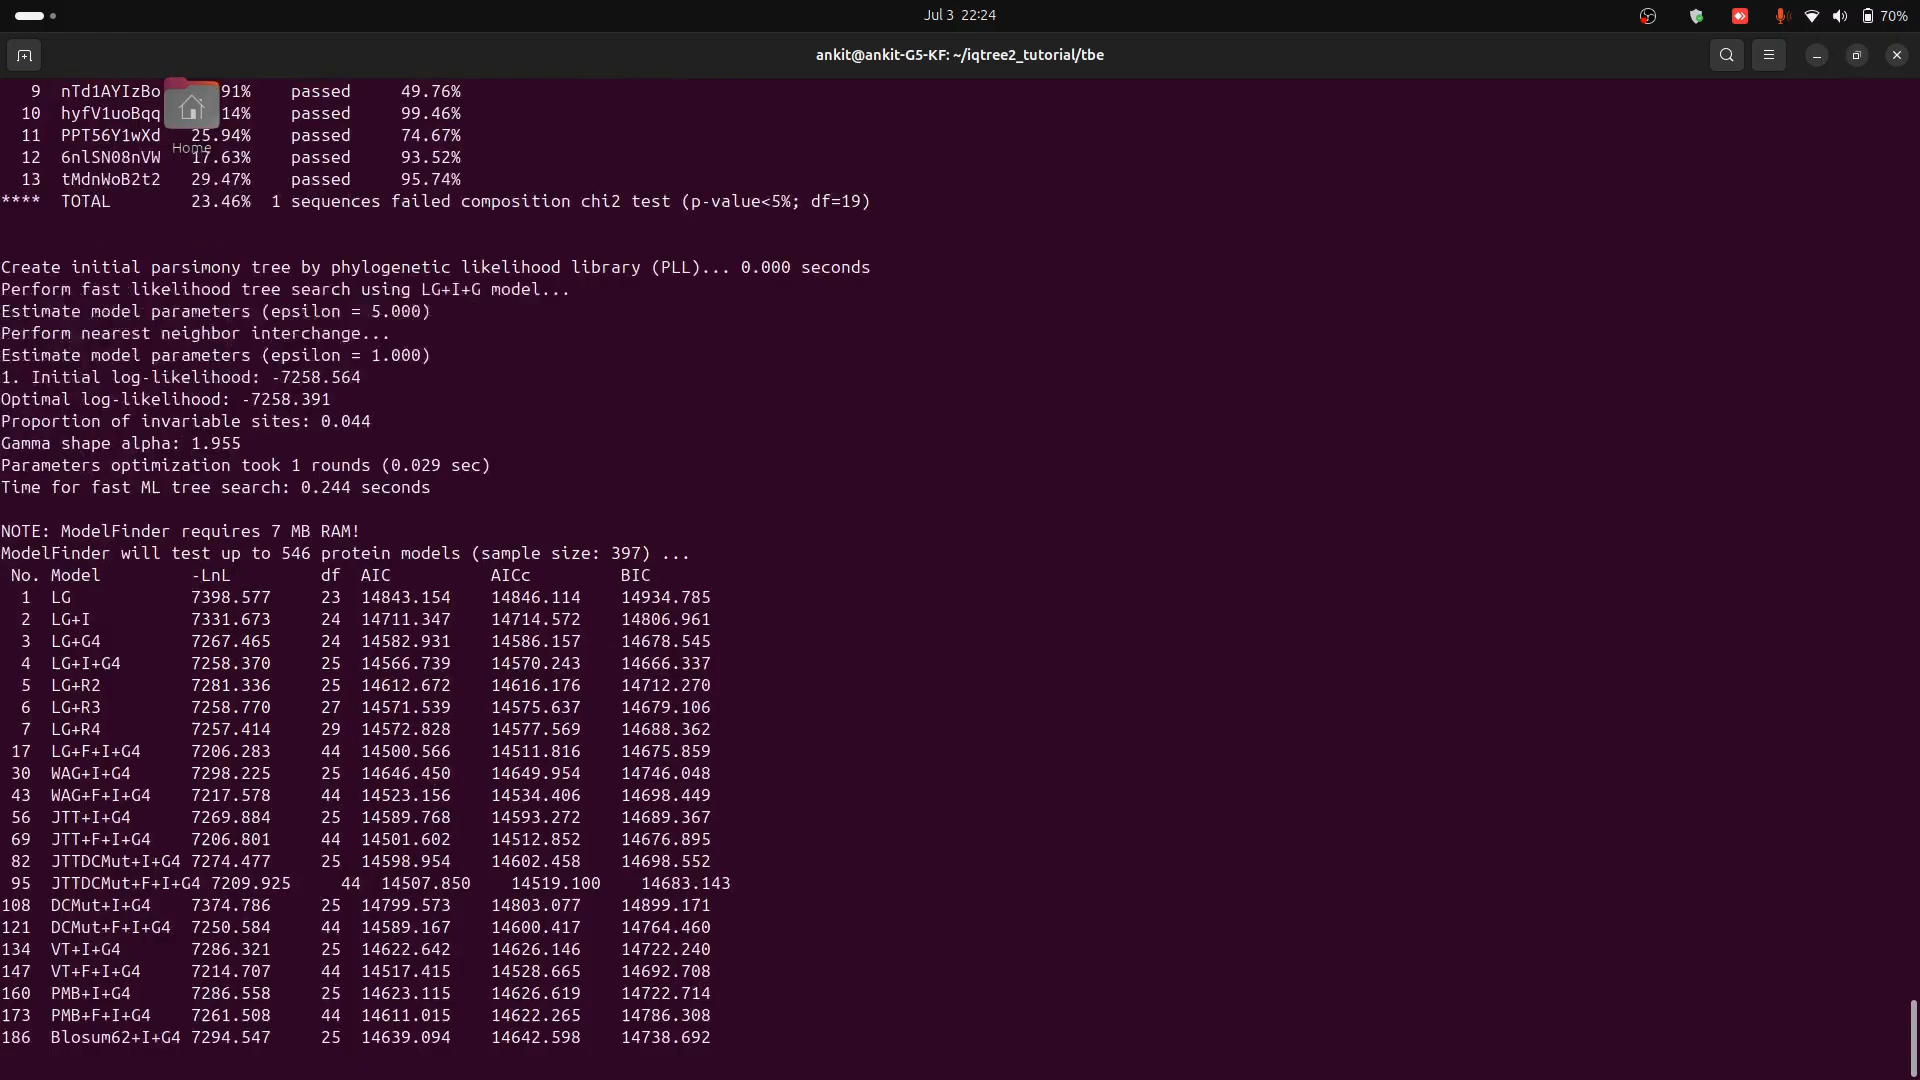 Jul 3 22:24
70%
ankit@ankit-G5-KF: ~/iqtree2_tutorial/tbe
9 nTd1AYIzBo 91% passed 49.76%
10 hyfV1uoBqq 14% passed 99.46%
11 PPT56Y1wXd 25.94% passed 74.67%
Home
12 6nlSN08nVW 17.63% passed 93.52%
13 tMdnWoB2t2 29.47% passed 95.74%
**** TOTAL 23.46% 1 sequences failed composition chi2 test (p-value<5%; df=19)
Create initial parsimony tree by phylogenetic likelihood library (PLL)... 0.000 seconds
Perform fast likelihood tree search using LG+I+G model...
Estimate model parameters (epsilon = 5.000)
Perform nearest neighbor interchange...
Estimate model parameters (epsilon = 1.000)
1. Initial log-likelihood: -7258.564
Optimal log-likelihood: -7258.391
Proportion of invariable sites: 0.044
Gamma shape alpha: 1.955
Parameters optimization took 1 rounds (0.029 sec)
Time for fast ML tree search: 0.244 seconds
NOTE: ModelFinder requires 7 MB RAM!
ModelFinder will test up to 546 protein models (sample size: 397) ...
No. Model -LnL df AIC AICc BIC
1 LG 7398.577 23 14843.154 14846.114 14934.785
2 LG+I 7331.673 24 14711.347 14714.572 14806.961
3 LG+G4 7267.465 24 14582.931 14586.157 14678.545
4 LG+I+G4 7258.370 25 14566.739 14570.243 14666.337
5 LG+R2 7281.336 25 14612.672 14616.176 14712.270
6 LG+R3 7258.770 27 14571.539 14575.637 14679.106
7 LG+R4 7257.414 29 14572.828 14577.569 14688.362
17 LG+F+I+G4 7206.283 44 14500.566 14511.816 14675.859
30 WAG+I+G4 7298.225 25 14646.450 14649.954 14746.048
43 WAG+F+I+G4 7217.578 44 14523.156 14534.406 14698.449
56 JTT+I+G4 7269.884 25 14589.768 14593.272 14689.367
69 JTT+F+I+G4 7206.801 44 14501.602 14512.852 14676.895
82 JTTDCMut+I+G4 7274.477 25 14598.954 14602.458 14698.552
95 JTTDCMut+F+I+G4 7209.925 44 14507.850 14519.100 14683.143
108 DCMut+I+G4 7374.786 25 14799.573 14803.077 14899.171
121 DCMut+F+I+G4 7250.584 44 14589.167 14600.417 14764.460
134 VT+I+G4 7286.321 25 14622.642 14626.146 14722.240
147 VT+F+I+G4 7214.707 44 14517.415 14528.665 14692.708
160 PMB+I+G4 7286.558 25 14623.115 14626.619 14722.714
173 PMB+F+I+G4 7261.508 44 14611.015 14622.265 14786.308
186 Blosum62+I+G4 7294.547 25 14639.094 14642.598 14738.692